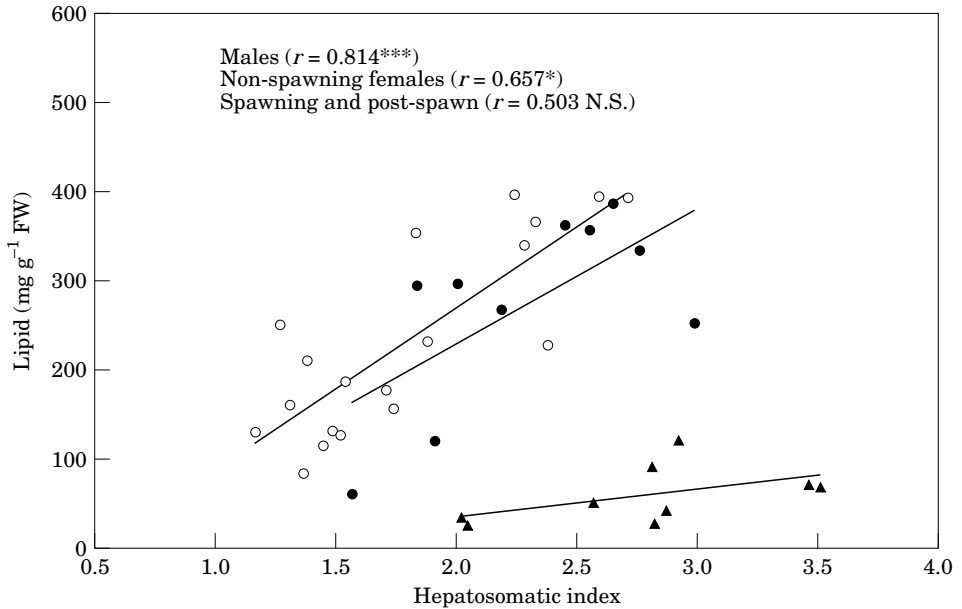 600
500
400
300
200
100
0
Lipid (mg g⁻¹ FW)
Males (r = 0.814***)
Non-spawning females (r = 0.657*)
Spawning and post-spawn (r = 0.503 N.S.)
0.5 1.0 1.5 2.0 2.5 3.0 3.5 4.0
Hepatosomatic index